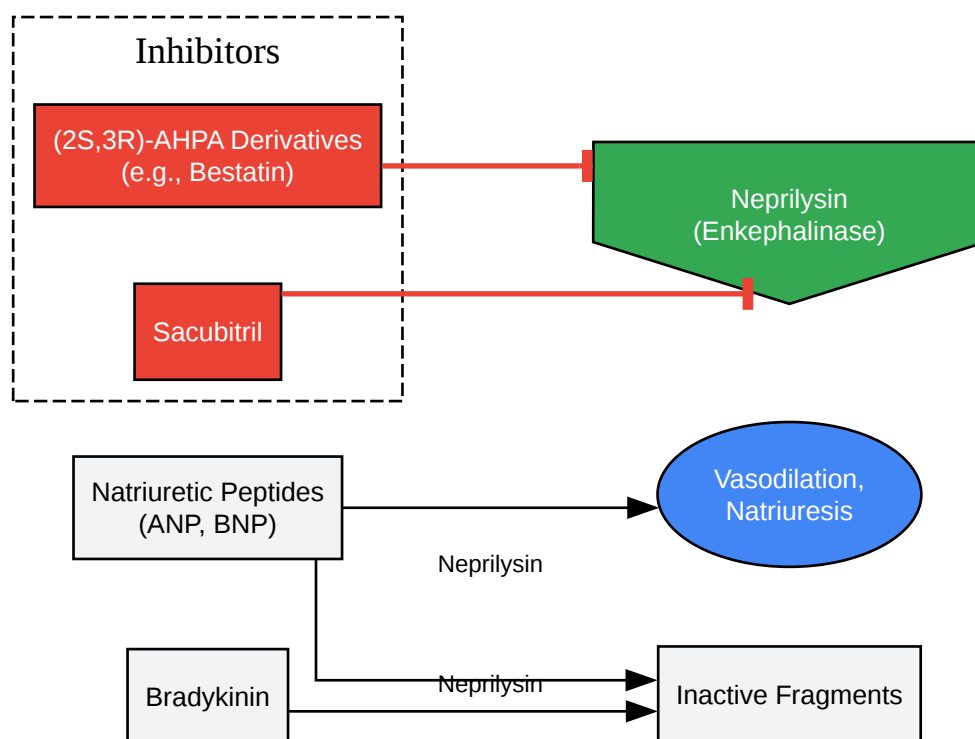 Inhibitors
(2S,3R)-AHPA Derivatives
(e.g., Bestatin)
Neprilysin
(Enkephalinase)
Sacubitril
Natriuretic Peptides
(ANP, BNP)
Vasodilation,
Natriuresis
Neprilysin
Neprilysin
Bradykinin
Inactive Fragments